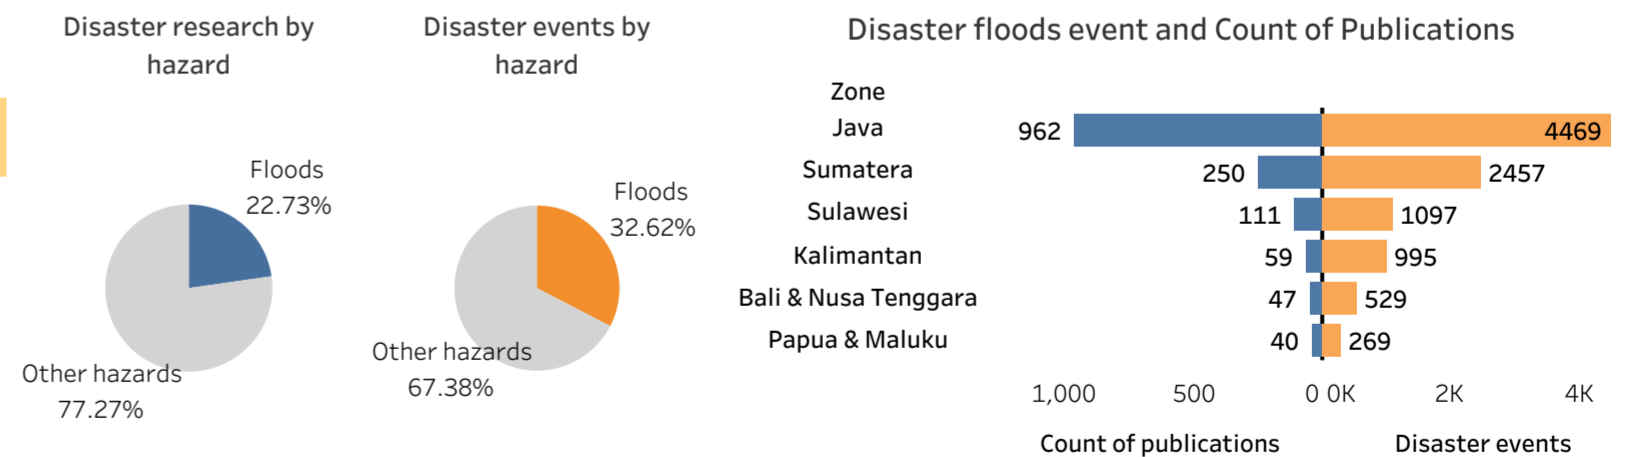 Disaster research by
hazard
Floods
22.73%
Other hazards
77.27%
Disaster events by
hazard
Floods
32.62%
Other hazards
67.38%
Disaster floods event and Count of Publications
Zone
Java 962 4469
Sumatera 250 2457
Sulawesi 111 1097
Kalimantan 59 995
Bali & Nusa Tenggara 47 529
Papua & Maluku 40 269
1,000 500 0 0K 2K 4K
Count of publications Disaster events